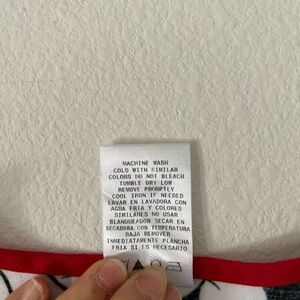 MACHINE WASH
COLD WITH SIMILAR
COLORS DO NOT BLEACH
TUMBLE DRY LOW
REMOVE PROMPTLY
COOL IRON IF NEEDED
LAVAR EN LAVADORA CON
AGUA FRIA Y COLORES
SIMILARES NO USAR
BLANQUEADOR SECAR EN
SECADORA CON TEMPERATURA
BAJA REMOVER
INMEDIATAMENTE PLANCHA
FRIA SI ES NECESARTO